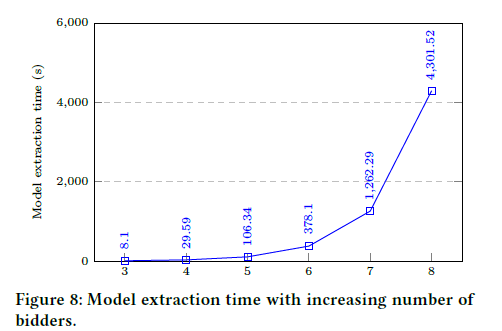 6,000
4,000
2,000
0
Model extraction time (s)
8.1
29.59
106.34
378.1
1,262.29
4,301.52
3 4 5 6 7 8
Figure 8: Model extraction time with increasing number of
bidders.